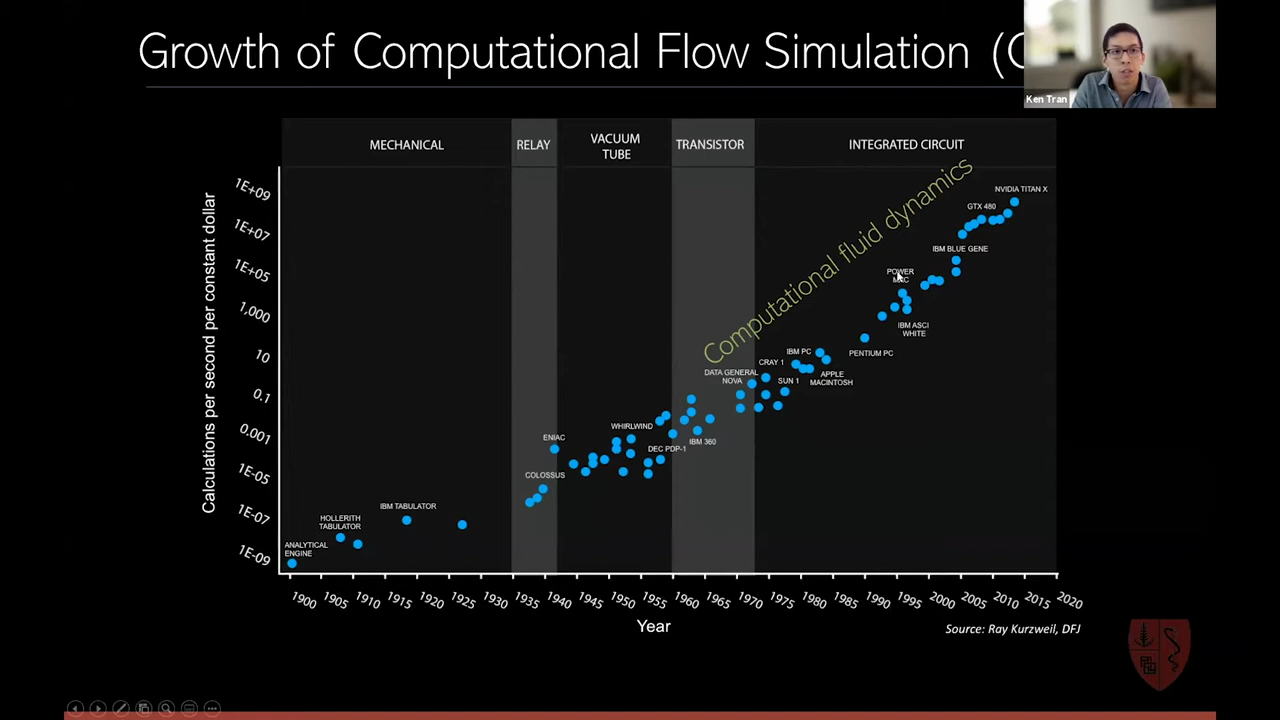 Growth of Computational Flow Simulation (C
Ken Tran
MECHANICAL
RELAY
VACUUM
TUBE
TRANSISTOR
INTEGRATED CIRCUIT
Calculations per second per constant dollar
1E+09
1E+07
1E+05
1,000
10
0.1
0.001
1E-05
1E-07
1E-09
Computational fluid dynamics
NVIDIA TITAN X
GTX 480
IBM BLUE GENE
POWER
MAC
IBM ASCI
WHITE
PENTIUM PC
IBM PC
APPLE
MACINTOSH
CRAY 1
SUN 1
DATA GENERAL
NOVA
IBM 360
WHIRLWIND
DEC PDP-1
ENIAC
COLOSSUS
IBM TABULATOR
HOLLERITH
TABULATOR
ANALYTICAL
ENGINE
1900 1905 1910 1915 1920 1925 1930 1935 1940 1945 1950 1955 1960 1965 1970 1975 1980 1985 1990 1995 2000 2005 2010 2015 2020
Year
Source: Ray Kurzweil, DFJ